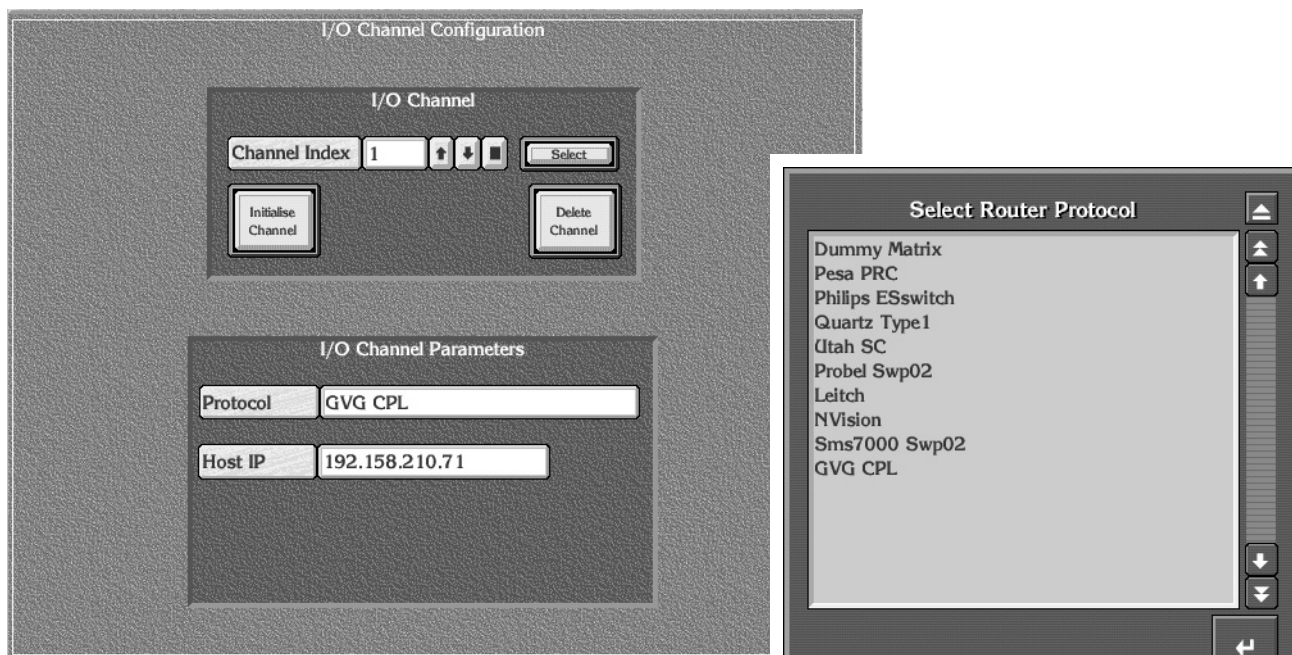 I/O Channel Configuration
I/O Channel
Channel Index 1 Select
Initialise
Channel
Delete
Channel
I/O Channel Parameters
Protocol GVG CPL
Host IP 192.158.210.71
Select Router Protocol
Dummy Matrix
Pesa PRC
Philips ESswitch
Quartz Type1
Utah SC
Probel Swp02
Leitch
NVision
Sms7000 Swp02
GVG CPL